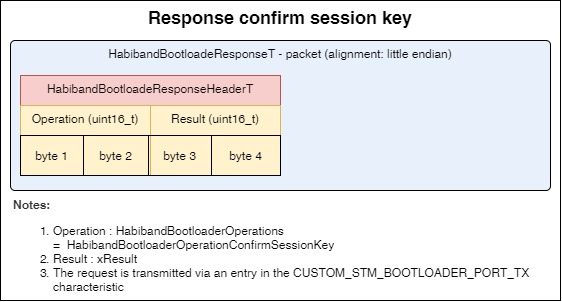 Response confirm session key
HabibandBootloadeResponseT - packet (alignment: little endian)
HabibandBootloadeResponseHeaderT
Operation (uint16_t) Result (uint16_t)
byte 1 byte 2 byte 3 byte 4
Notes:
1. Operation : HabibandBootloaderOperations
= HabibandBootloaderOperationConfirmSessionKey
2. Result : xResult
3. The request is transmitted via an entry in the CUSTOM_STM_BOOTLOADER_PORT_TX
characteristic